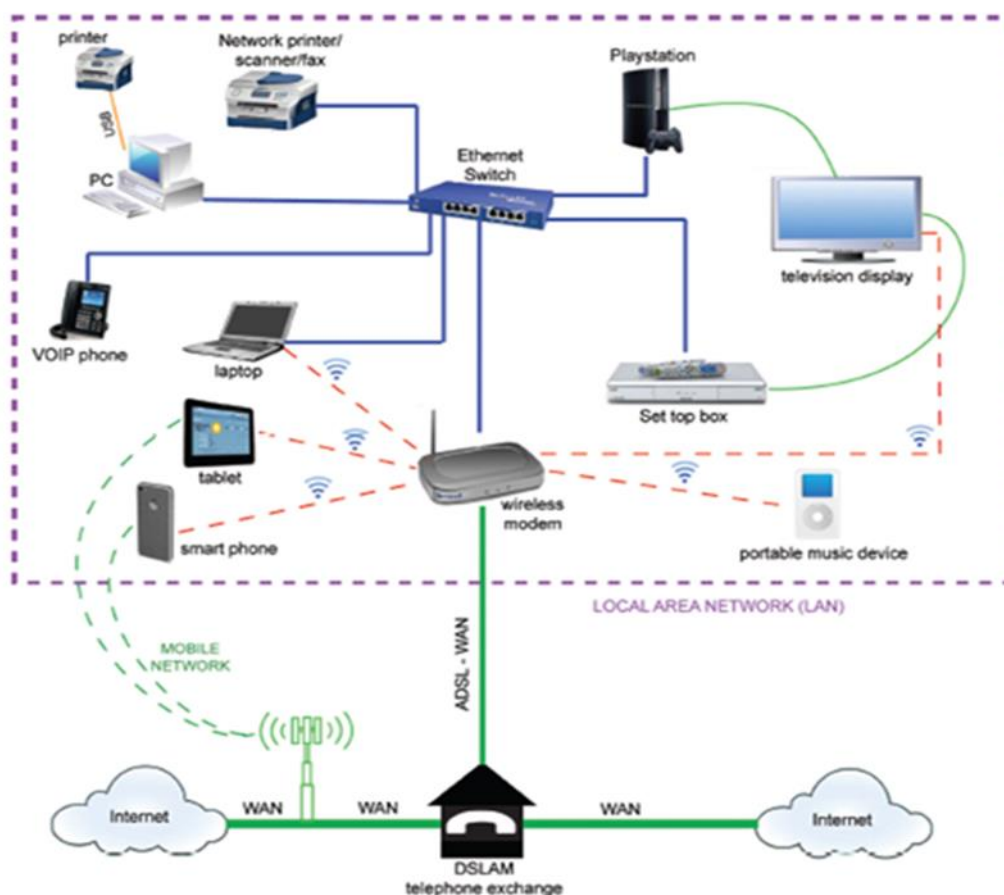 printer
Network printer/
scanner/fax
Playstation
USB
Ethernet
Switch
PC
television display
VOIP phone
laptop
Set top box
tablet
wireless
modem
smart phone
portable music device
LOCAL AREA NETWORK (LAN)
MOBILE
NETWORK
ADSL - WAN
Internet
WAN
WAN
WAN
Internet
DSLAM
telephone exchange